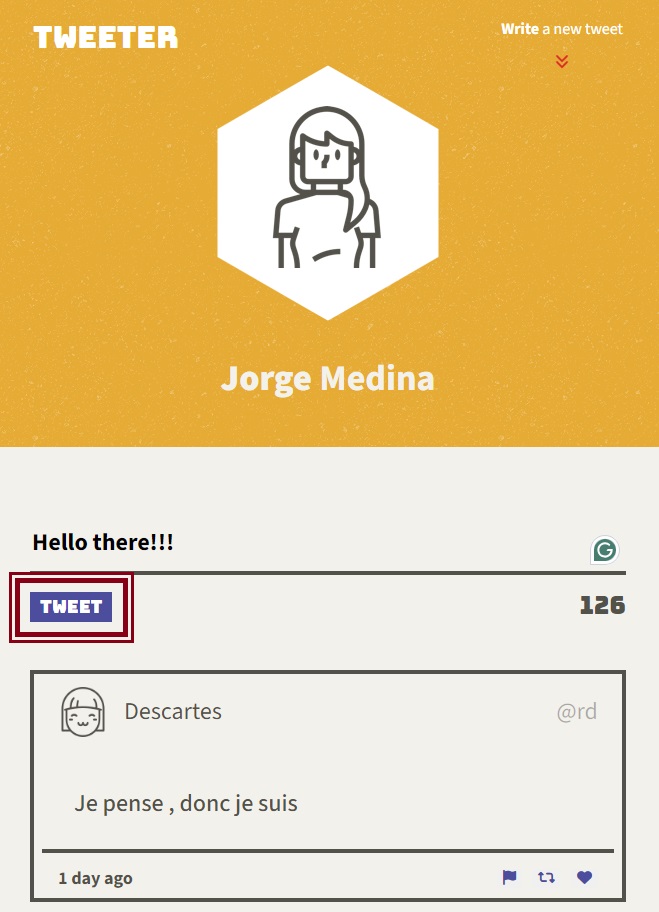 TWEETER
Write a new tweet
Jorge Medina
Hello there!!!
TWEET
126
Descartes
@rd
Je pense , donc je suis
1 day ago